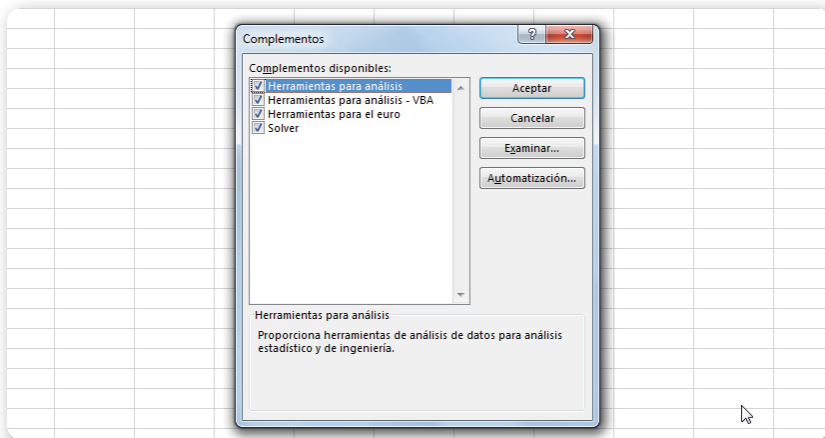 Complementos
Complementos disponibles:
Herramientas para análisis
Herramientas para análisis - VBA
Herramientas para el euro
Solver
Aceptar
Cancelar
Examinar...
Automatización...
Herramientas para análisis
Proporciona herramientas de análisis de datos para análisis
estadístico y de ingeniería.